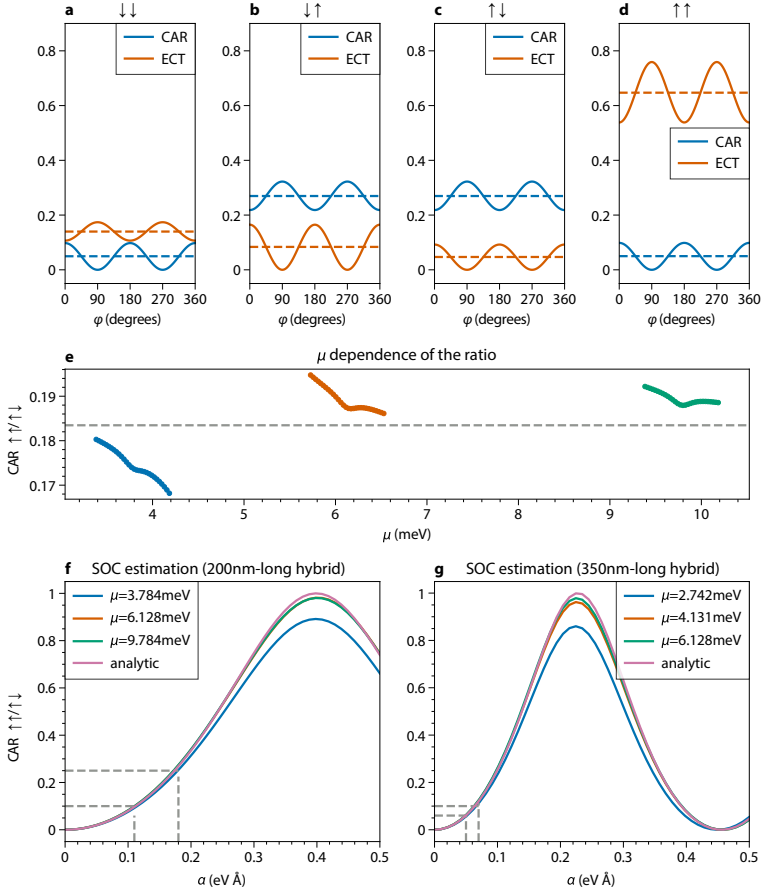 a ↓↓
CAR
ECT
0.8
0.6
0.4
0.2
0
0 90 180 270 360
φ (degrees)
b ↓↑
CAR
ECT
0 90 180 270 360
φ (degrees)
c ↑↓
CAR
ECT
0 90 180 270 360
φ (degrees)
d ↑↑
CAR
ECT
0 90 180 270 360
φ (degrees)
e μ dependence of the ratio
CAR ↑↑/↑↓
0.19
0.18
0.17
4 5 6 7 8 9 10
μ (meV)
f SOC estimation (200nm-long hybrid)
μ=3.784meV
μ=6.128meV
μ=9.784meV
analytic
CAR ↑↑/↑↓
1
0.8
0.6
0.4
0.2
0
0 0.1 0.2 0.3 0.4 0.5
α (eV Å)
g SOC estimation (350nm-long hybrid)
μ=2.742meV
μ=4.131meV
μ=6.128meV
analytic
1
0.8
0.6
0.4
0.2
0
0 0.1 0.2 0.3 0.4 0.5
α (eV Å)